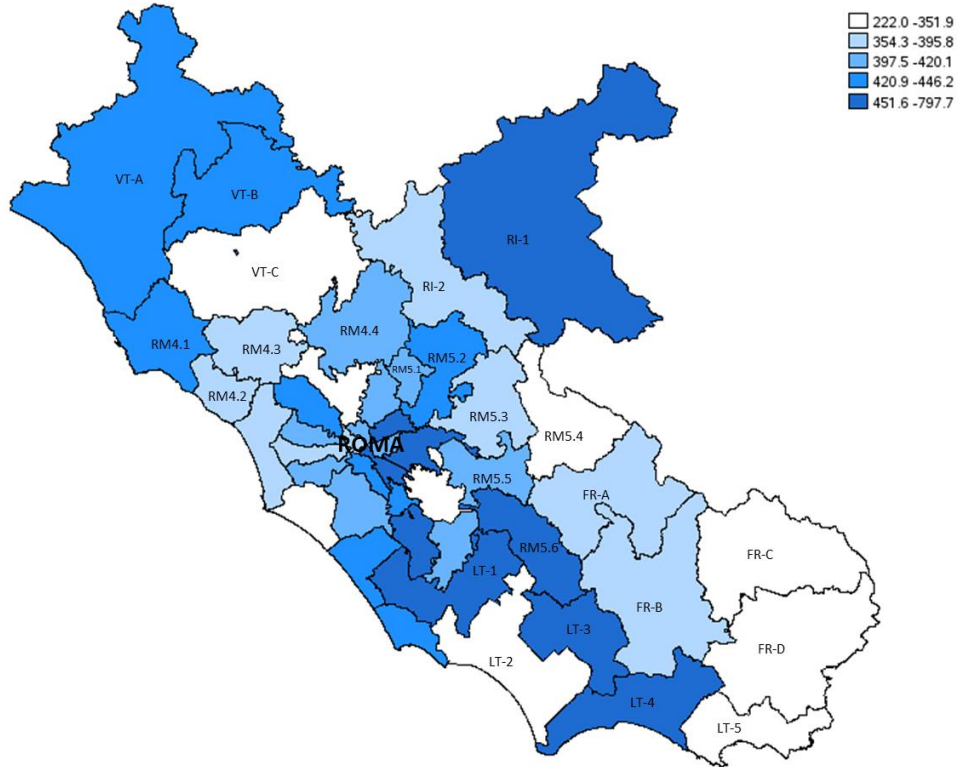 222.0 -351.9
354.3 -395.8
397.5 -420.1
420.9 -446.2
451.6 -797.7
VT-A
VT-B
RI-1
VT-C
RI-2
RM4.4
RM4.1
RM4.3
RM5.2
RM5.1
RM4.2
RM5.3
RM5.4
ROMA
RM5.5
FR-A
RM5.6
FR-C
LT-1
FR-B
LT-3
FR-D
LT-2
LT-4
LT-5